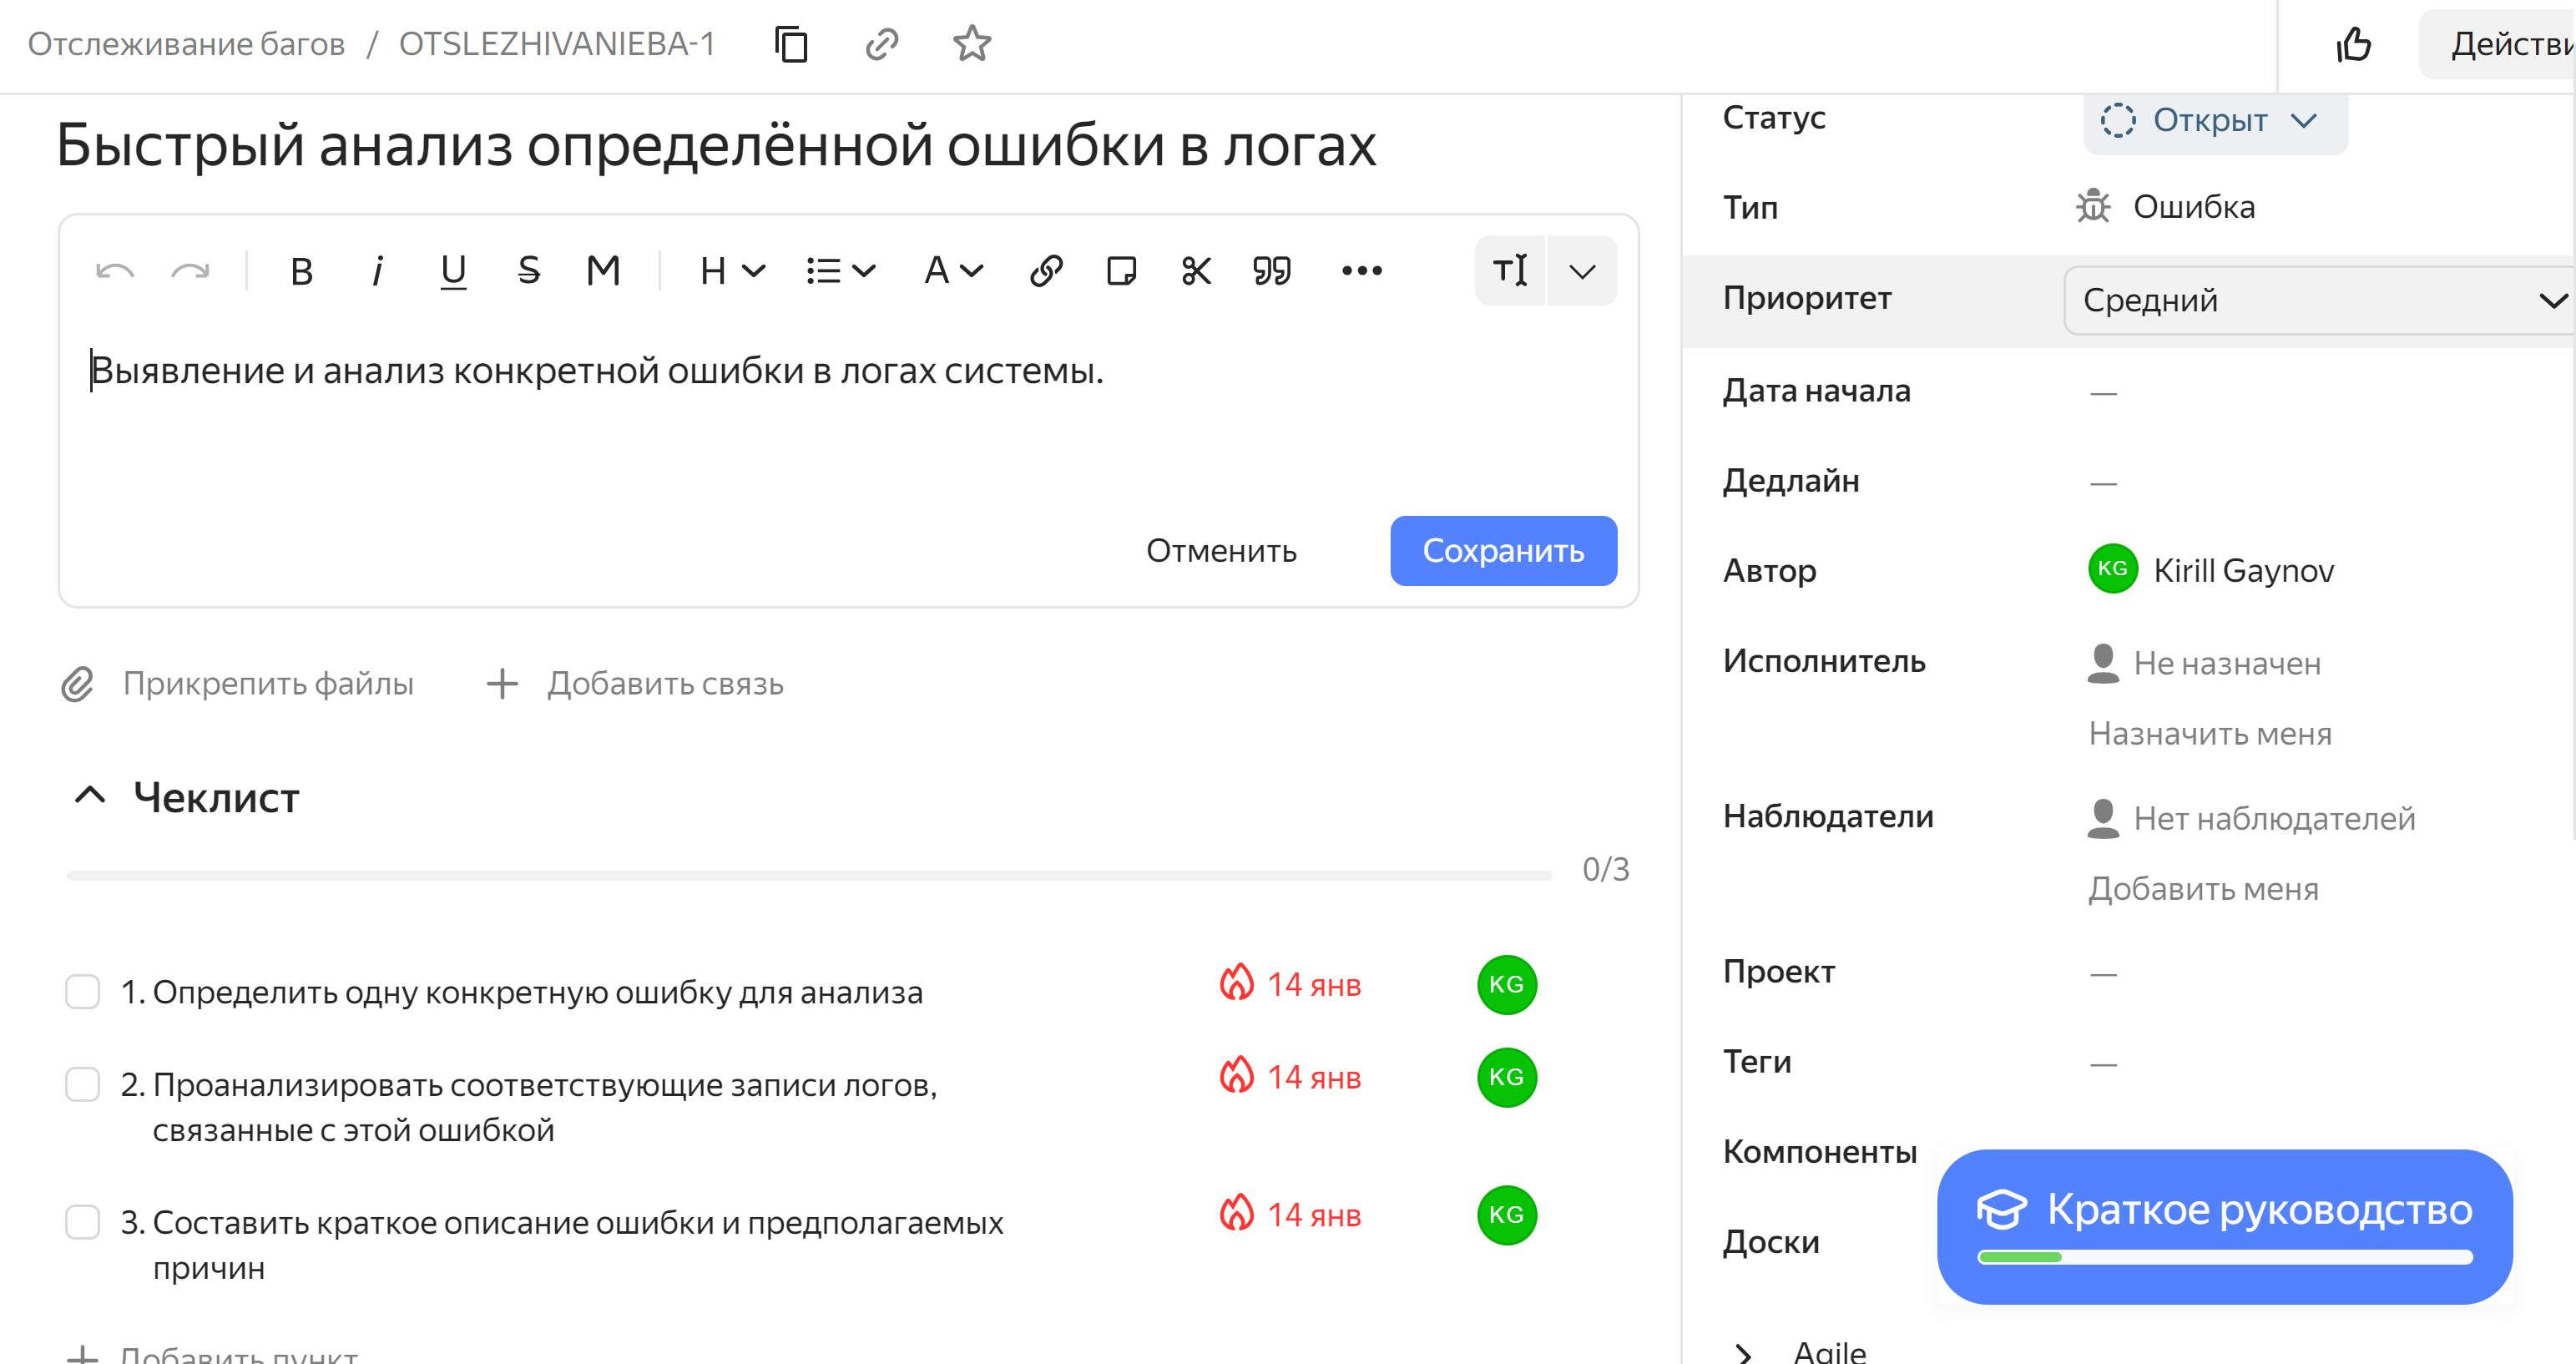 Отслеживание багов / OTSLEZHIVANIEBA-1
Действи
Быстрый анализ определённой ошибки в логах
B i U S M H A
Выявление и анализ конкретной ошибки в логах системы.
Отменить Сохранить
Прикрепить файлы
Добавить связь
Чеклист
0/3
1. Определить одну конкретную ошибку для анализа 14 янв KG
2. Проанализировать соответствующие записи логов, 14 янв KG
связанные с этой ошибкой
3. Составить краткое описание ошибки и предполагаемых 14 янв KG
причин
Добавить пункт
Статус Открыт
Тип Ошибка
Приоритет Средний
Дата начала —
Дедлайн —
Автор KG Kirill Gaynov
Исполнитель Не назначен
Назначить меня
Наблюдатели Нет наблюдателей
Добавить меня
Проект —
Теги —
Компоненты
Доски
Краткое руководство
Agile